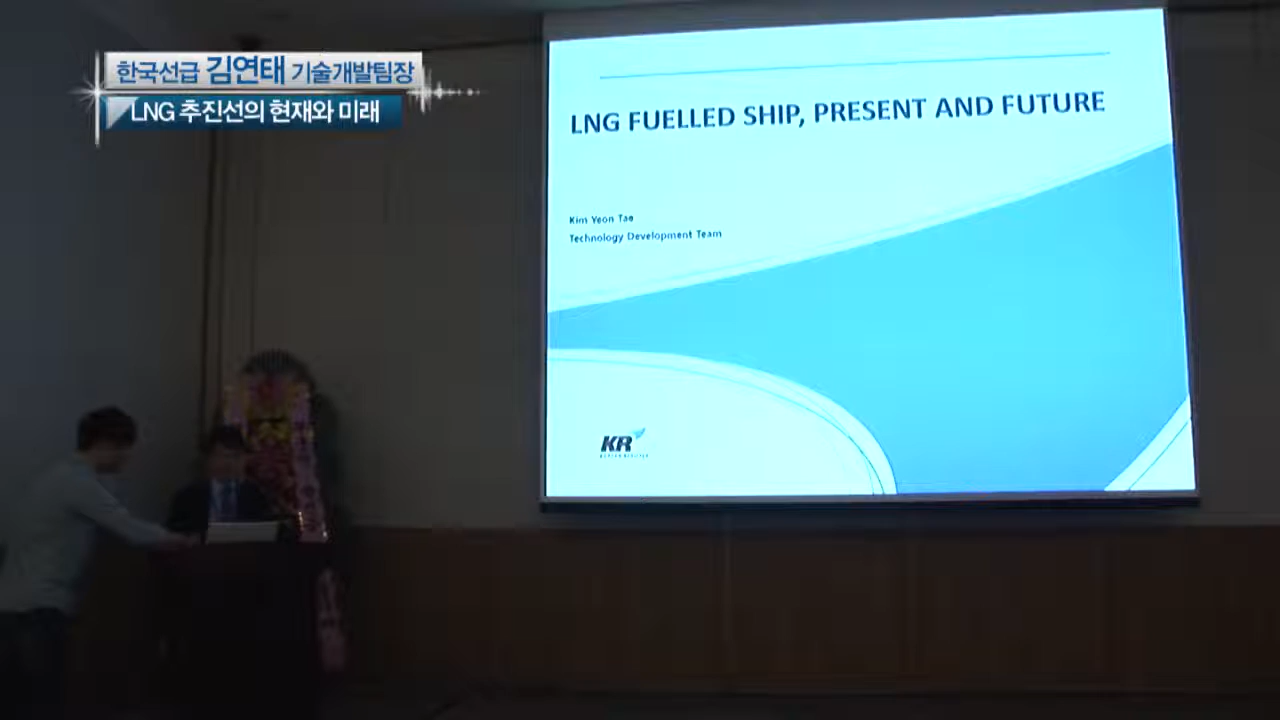 한국선급 김연태 기술개발팀장
LNG 추진선의 현재와 미래
LNG FUELLED SHIP, PRESENT AND FUTURE
Kim Yeon Tae
Technology Development Team
KR